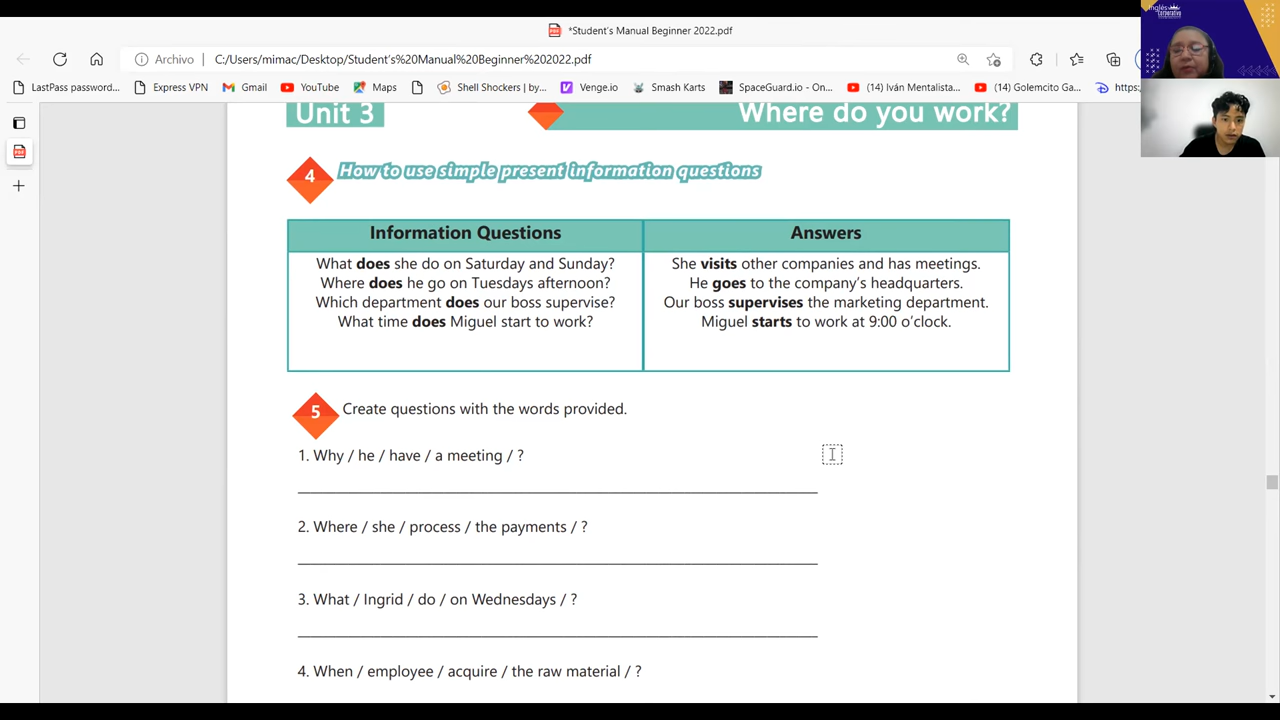 *Student's Manual Beginner 2022.pdf
Archivo C:/Users/mimac/Desktop/Student's%20Manual%20Beginner%202022.pdf
LastPass password... Express VPN Gmail YouTube Maps Shell Shockers | by... Venge.io Smash Karts SpaceGuard.io - On... (14) Iván Mentalista... (14) Golemcito Ga... https:
Inglés
Corporativo
Unit 3 Where do you work?
4 How to use simple present information questions
Information Questions Answers
What does she do on Saturday and Sunday? She visits other companies and has meetings.
Where does he go on Tuesdays afternoon? He goes to the company's headquarters.
Which department does our boss supervise? Our boss supervises the marketing department.
What time does Miguel start to work? Miguel starts to work at 9:00 o'clock.
5 Create questions with the words provided.
1. Why / he / have / a meeting / ?
2. Where / she / process / the payments / ?
3. What / Ingrid / do / on Wednesdays / ?
4. When / employee / acquire / the raw material / ?